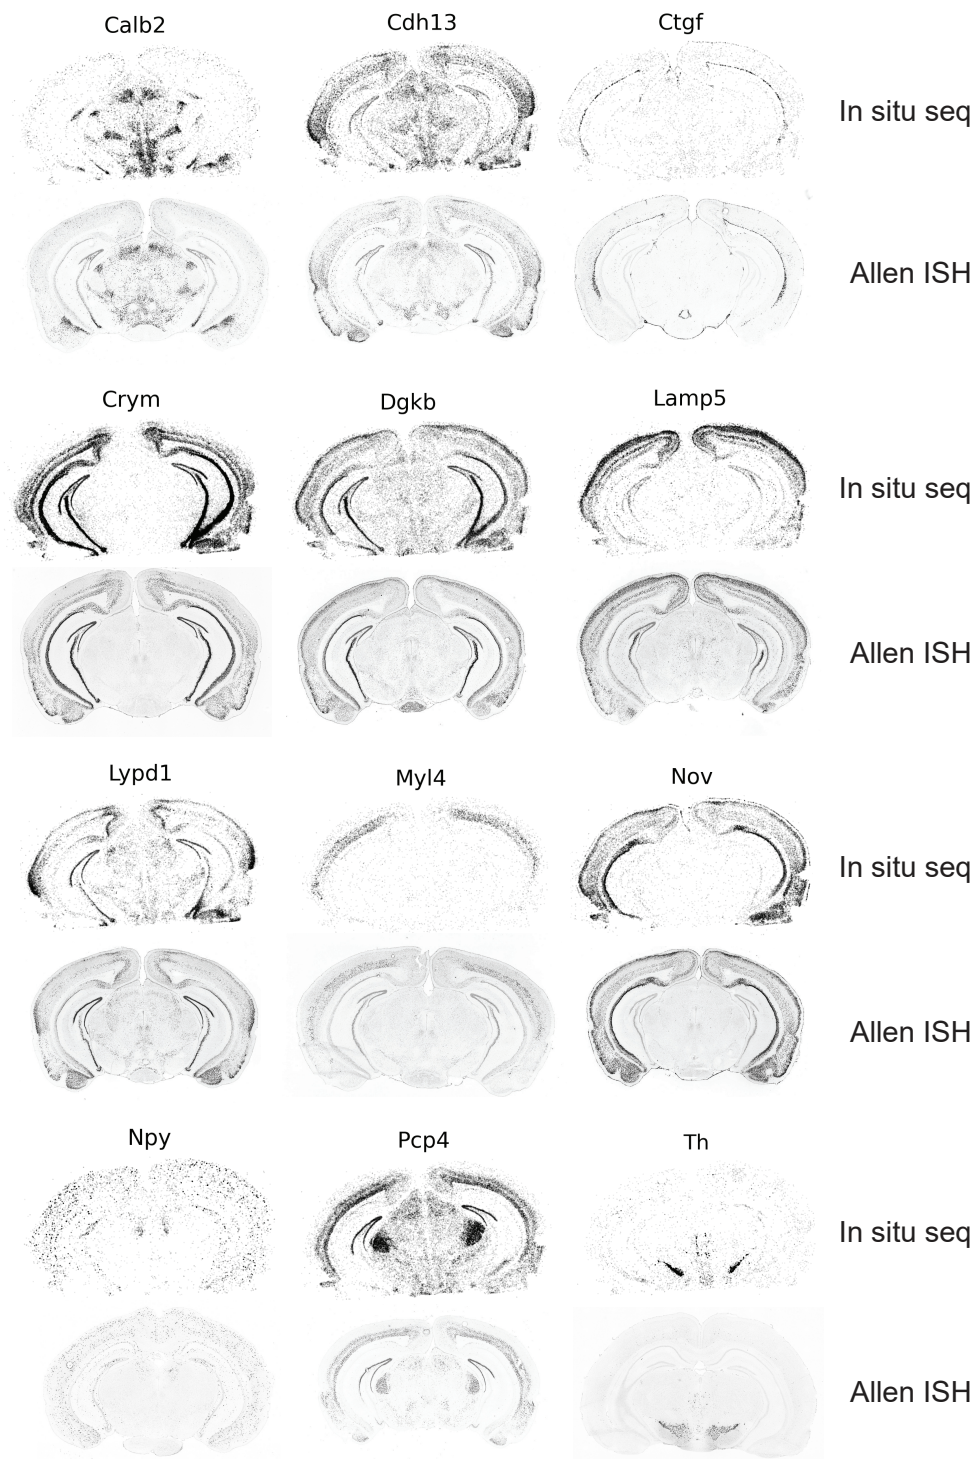 Calb2 Cdh13 Ctgf
In situ seq
Allen ISH
Crym Dgkb Lamp5
In situ seq
Allen ISH
Lypd1 Myl4 Nov
In situ seq
Allen ISH
Npy Pcp4 Th
In situ seq
Allen ISH